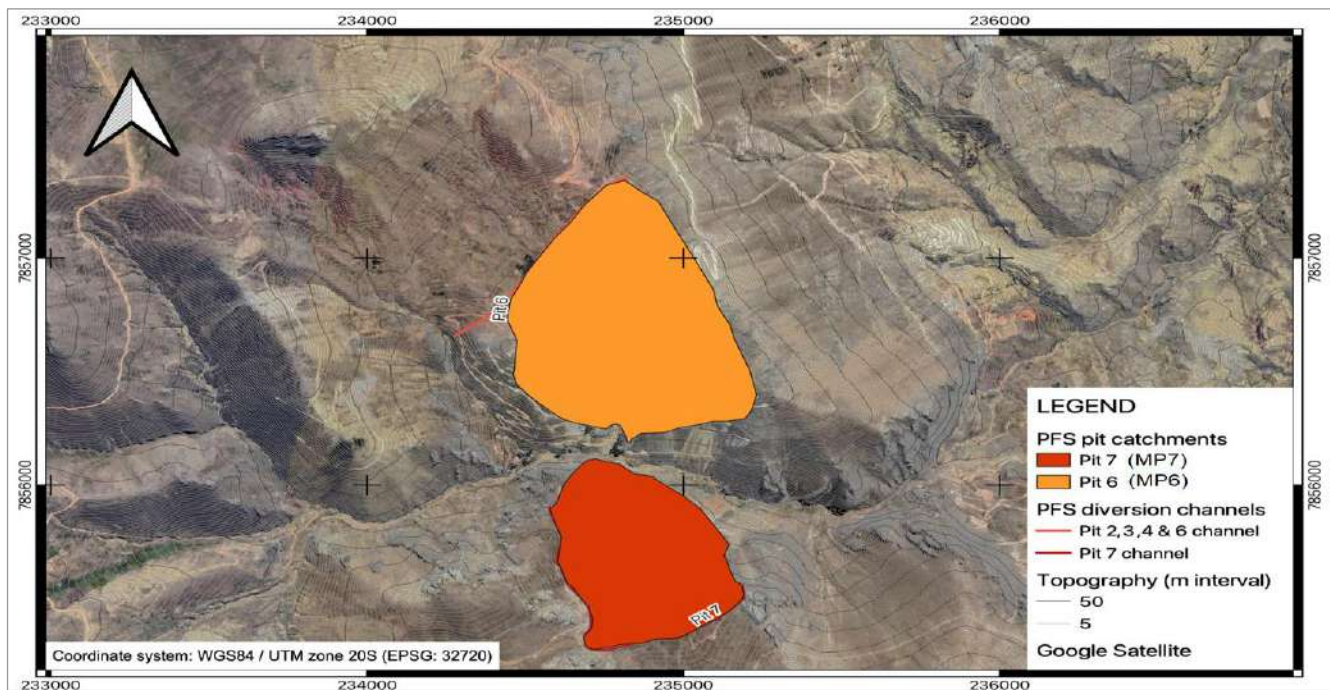 233000 234000 235000 236000
7857000 7857000
Pit 6
LEGEND
PFS pit catchments
Pit 7 (MP7)
Pit 6 (MP6)
PFS diversion channels
Pit 2,3,4 & 6 channel
Pit 7 channel
Topography (m interval)
50
5
Google Satellite
7856000 7856000
Pit 7
Coordinate system: WGS84 / UTM zone 20S (EPSG: 32720)
233000 234000 235000 236000